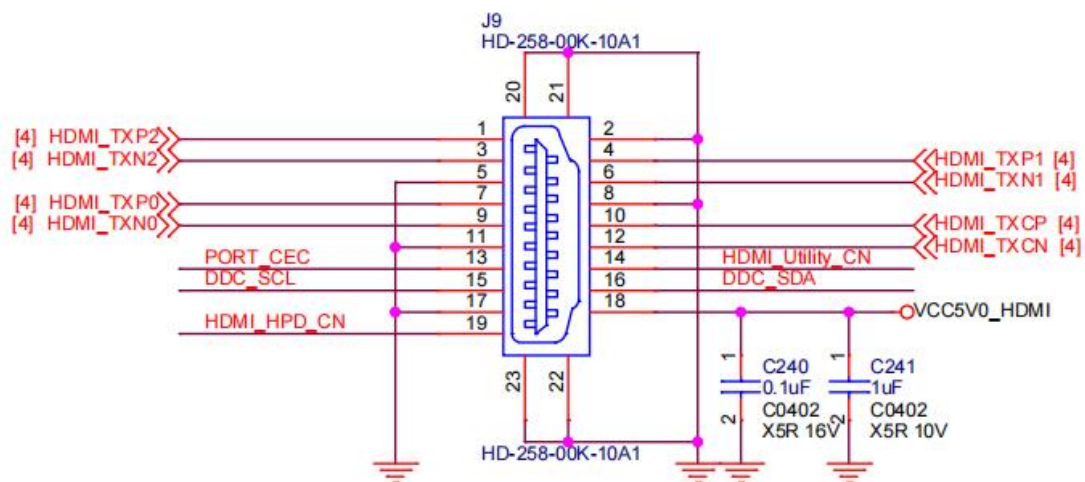 J9
HD-258-00K-10A1
20 21
[4] HDMI_TXP2 1 2
[4] HDMI_TXN2 3 4 HDMI_TXP1 [4]
5 6 HDMI_TXN1 [4]
[4] HDMI_TXP0 7 8
[4] HDMI_TXN0 9 10 HDMI_TXCP [4]
11 12 HDMI_TXCN [4]
PORT_CEC 13 14 HDMI_Utility_CN
DDC_SCL 15 16 DDC_SDA
17 18 VCC5V0_HDMI
HDMI_HPD_CN 19
23 22
1 C240 1 C241
0.1uF 1uF
2 C0402 2 C0402
X5R 16V X5R 10V
HD-258-00K-10A1